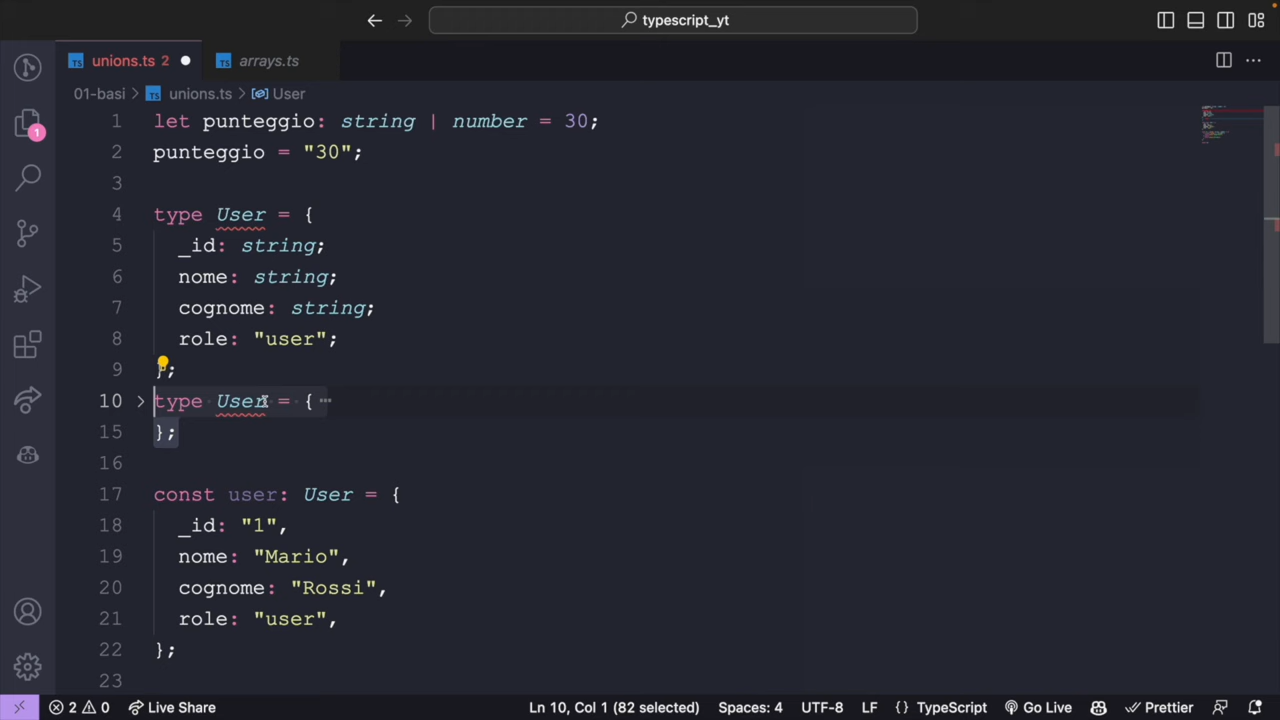 typescript_yt
unions.ts 2
arrays.ts
01-basi > unions.ts > User
1 let punteggio: string | number = 30;
2 punteggio = "30";
3
4 type User = {
5 _id: string;
6 nome: string;
7 cognome: string;
8 role: "user";
9 };
10 type User = { ···
15 };
16
17 const user: User = {
18 _id: "1",
19 nome: "Mario",
20 cognome: "Rossi",
21 role: "user",
22 };
23
1
2 0 Live Share Ln 10, Col 1 (82 selected) Spaces: 4 UTF-8 LF {} TypeScript Go Live Prettier